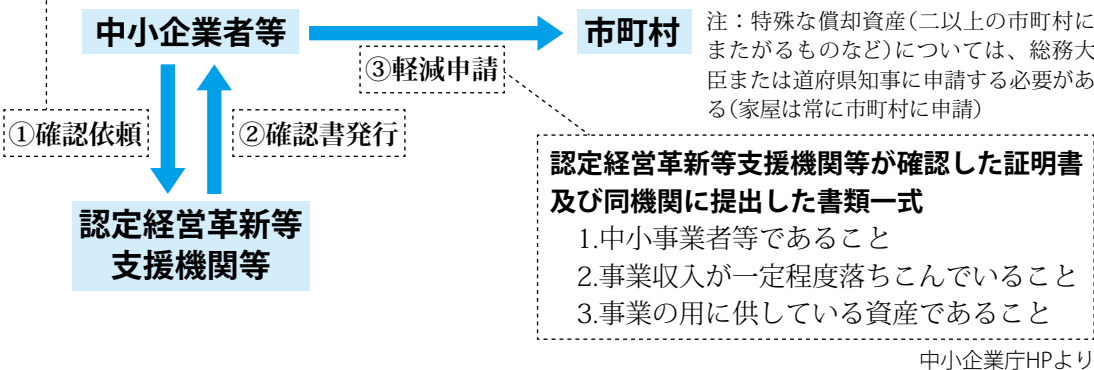 中小企業者等
市町村
注：特殊な償却資産(二以上の市町村に
またがるものなど)については、総務大
臣または道府県知事に申請する必要があ
る(家屋は常に市町村に申請)
③軽減申請
①確認依頼
②確認書発行
認定経営革新等
支援機関等
認定経営革新等支援機関等が確認した証明書
及び同機関に提出した書類一式
1.中小事業者等であること
2.事業収入が一定程度落ちこんでいること
3.事業の用に供している資産であること
中小企業庁HPより